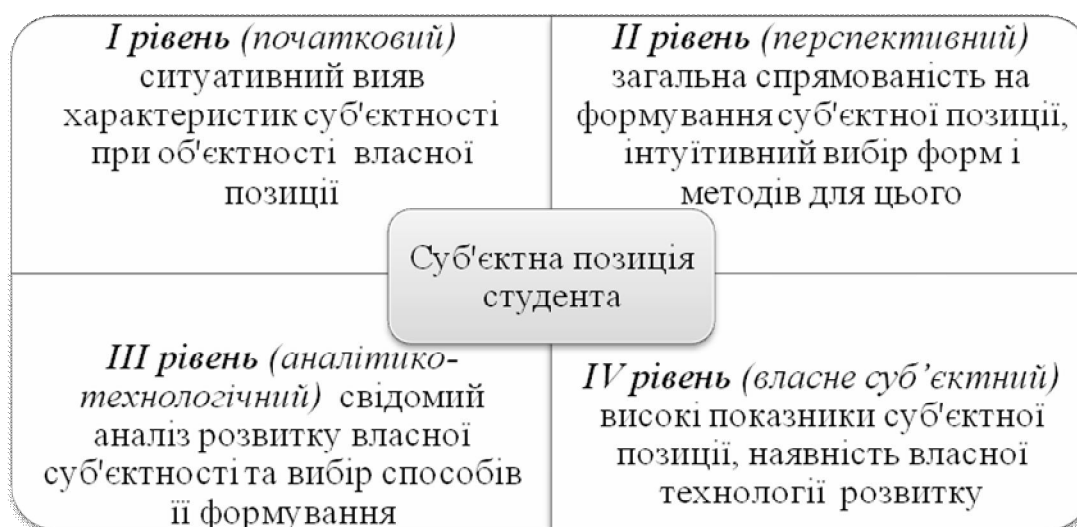 I рівень (початковий)
ситуативний вияв
характеристик суб'єктності
при об'єктності власної
позиції
II рівень (перспективний)
загальна спрямованість на
формування суб'єктної позиції,
інтуїтивний вибір форм і
методів для цього
Суб'єктна позиція
студента
III рівень (аналітико-
технологічний) свідомий
аналіз розвитку власної
суб'єктності та вибір способів
її формування
IV рівень (власне суб’єктний)
високі показники суб'єктної
позиції, наявність власної
технології розвитку